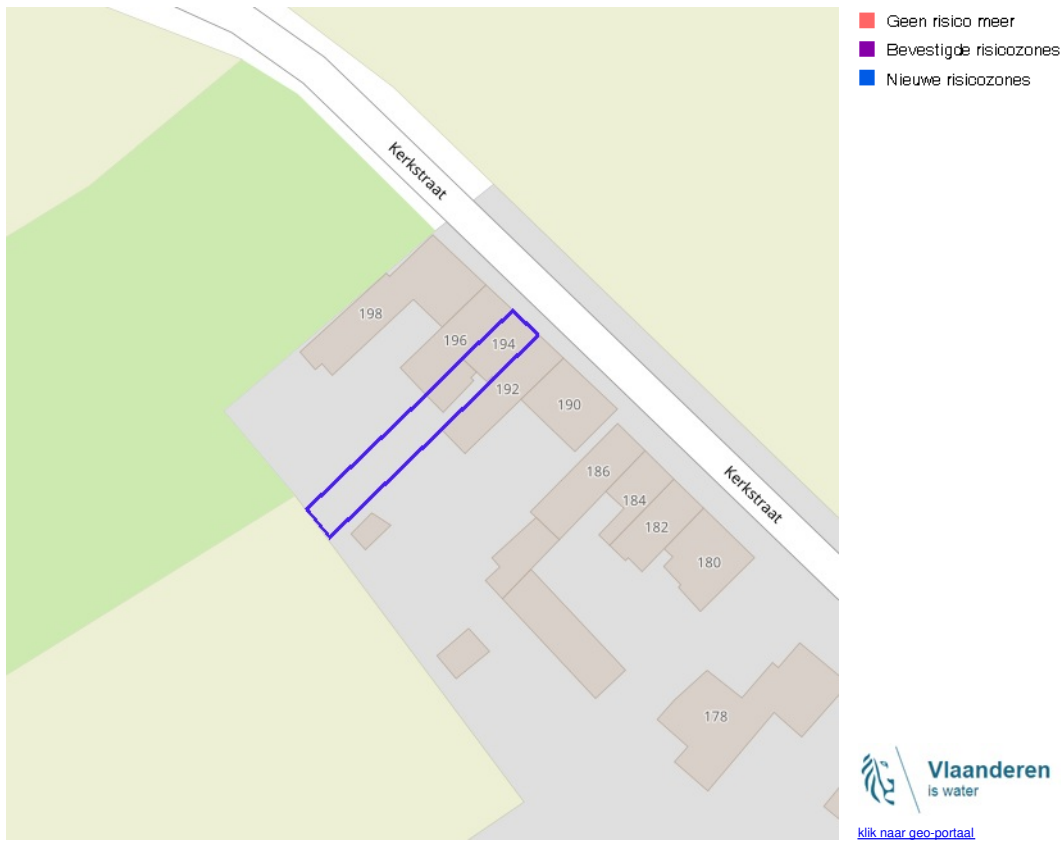 Geen risico meer
Bevestigde risicozones
Nieuwe risicozones
Kerkstraat
198
196
194
192
190
186
184
182
180
Kerkstraat
178
Vlaanderen
is water
klik naar geo-portaal